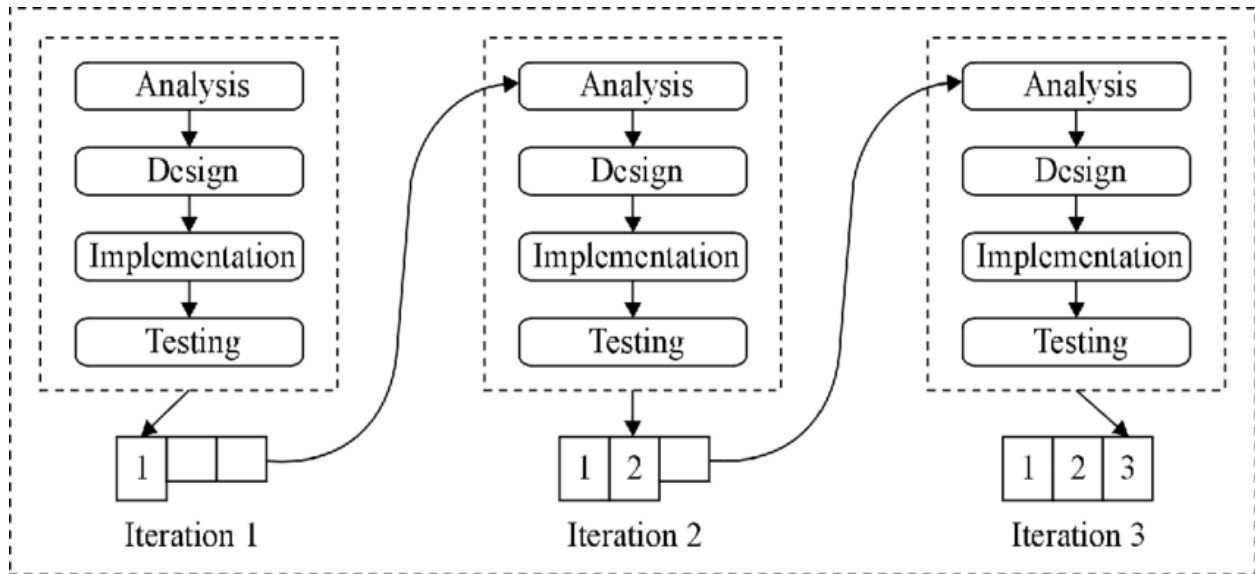 Analysis
Design
Implementation
Testing
1
Iteration 1
Analysis
Design
Implementation
Testing
1 2
Iteration 2
Analysis
Design
Implementation
Testing
1 2 3
Iteration 3